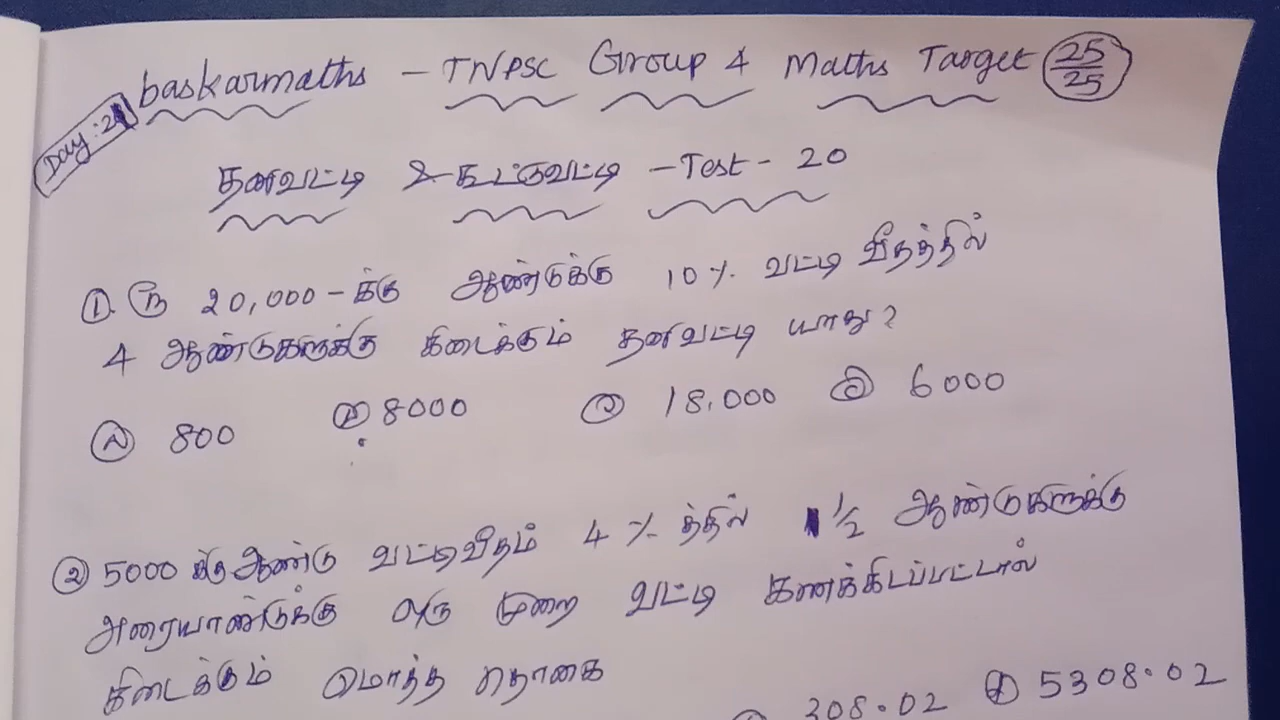 baskarmaths - TNPSC Group 4 Maths Target 25/25
Day: 21
தனிவட்டி & கூட்டுவட்டி - Test - 20
①. ரூ 20,000 - க்கு ஆண்டுக்கு 10% வட்டி வீதத்தில்
4 ஆண்டுகளுக்கு கிடைக்கும் தனிவட்டி யாது?
Ⓐ 800 8000 18,000 6000
② 5000 க்கு ஆண்டு வட்டிவீதம் 4% த்தில் 1 1/2 ஆண்டுகளுக்கு
அரையாண்டுக்கு ஒரு முறை வட்டி கணக்கிடப்பட்டால்
கிடைக்கும் மொத்த தொகை
308.02 5308.02